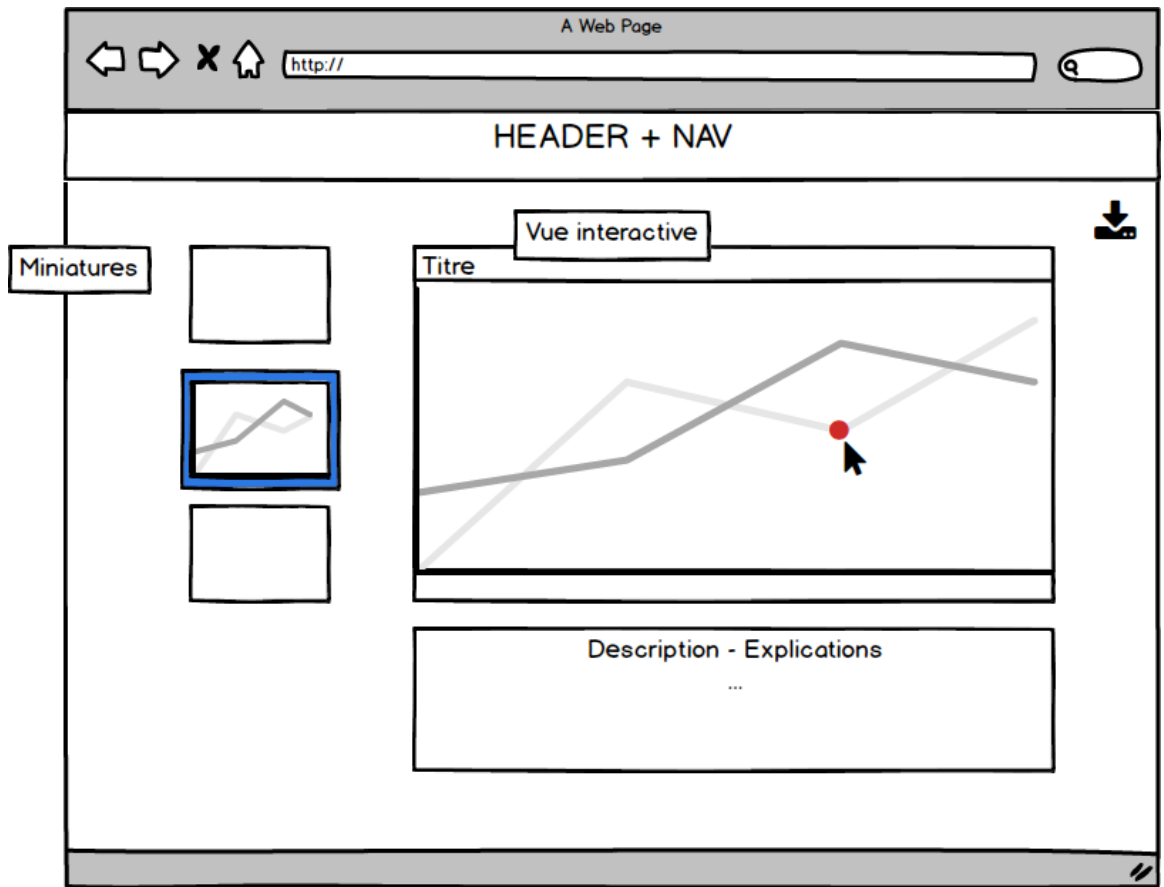 A Web Page
http://
HEADER + NAV
Miniatures
Vue interactive
Titre
Description - Explications
...